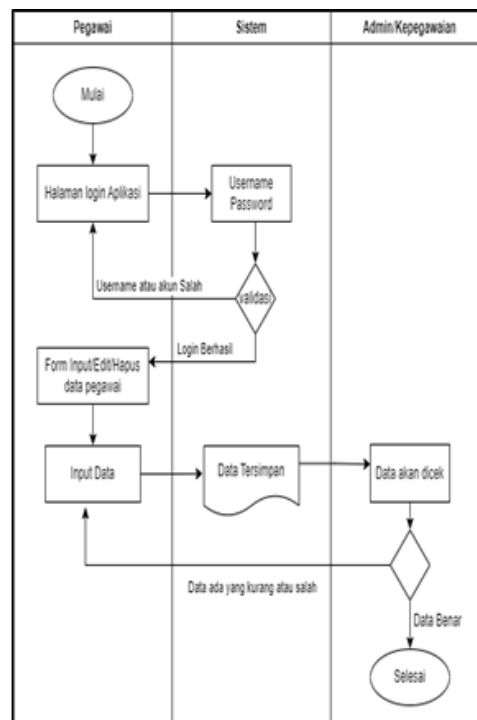 Pegawai
Sistem
Admin/Kepegawaian
Mulai
Halaman login Aplikasi
Username
Password
Username atau akun Salah
validasi
Login Berhasil
Form Input/Edit/Hapus
data pegawai
Input Data
Data Tersimpan
Data akan dicek
Data ada yang kurang atau salah
Data Benar
Selesai